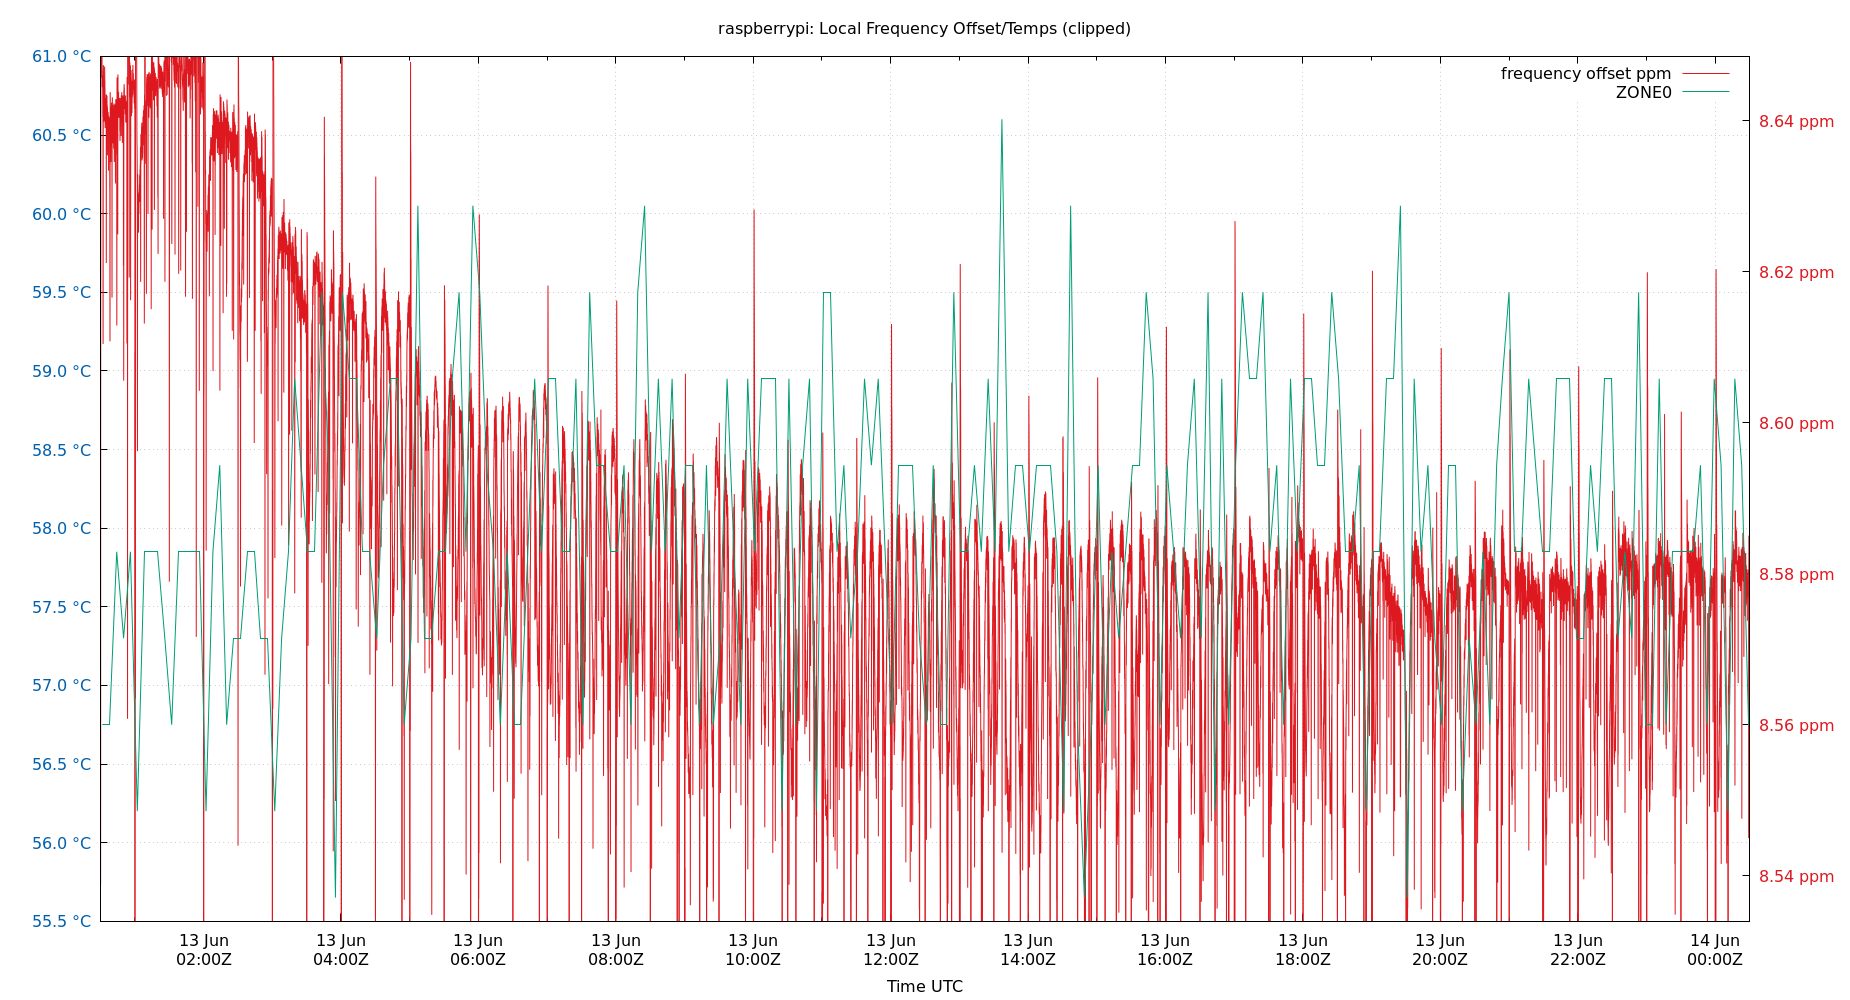 raspberrypi: Local Frequency Offset/Temps (clipped)
frequency offset ppm
ZONE0
61.0 °C
60.5 °C
60.0 °C
59.5 °C
59.0 °C
58.5 °C
58.0 °C
57.5 °C
57.0 °C
56.5 °C
56.0 °C
55.5 °C
8.64 ppm
8.62 ppm
8.60 ppm
8.58 ppm
8.56 ppm
8.54 ppm
13 Jun
02:00Z
13 Jun
04:00Z
13 Jun
06:00Z
13 Jun
08:00Z
13 Jun
10:00Z
13 Jun
12:00Z
13 Jun
14:00Z
13 Jun
16:00Z
13 Jun
18:00Z
13 Jun
20:00Z
13 Jun
22:00Z
14 Jun
00:00Z
Time UTC